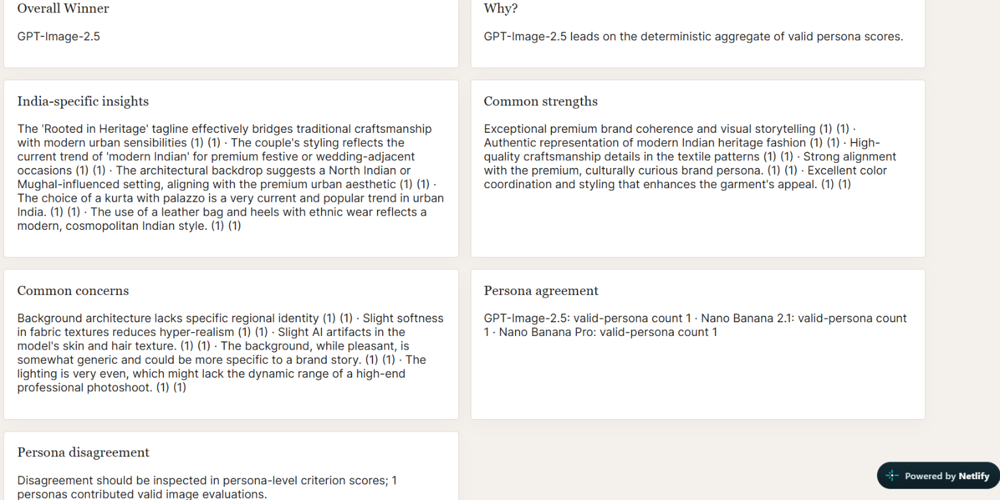 Overall Winner
GPT-Image-2.5
Why?
GPT-Image-2.5 leads on the deterministic aggregate of valid persona scores.
India-specific insights
The 'Rooted in Heritage' tagline effectively bridges traditional craftsmanship
with modern urban sensibilities (1) (1) · The couple's styling reflects the
current trend of 'modern Indian' for premium festive or wedding-adjacent
occasions (1) (1) · The architectural backdrop suggests a North Indian or
Mughal-influenced setting, aligning with the premium urban aesthetic (1) (1) ·
The choice of a kurta with palazzo is a very current and popular trend in urban
India. (1) (1) · The use of a leather bag and heels with ethnic wear reflects a
modern, cosmopolitan Indian style. (1) (1)
Common strengths
Exceptional premium brand coherence and visual storytelling (1) (1) ·
Authentic representation of modern Indian heritage fashion (1) (1) · High-
quality craftsmanship details in the textile patterns (1) (1) · Strong alignment
with the premium, culturally curious brand persona. (1) (1) · Excellent color
coordination and styling that enhances the garment's appeal. (1) (1)
Common concerns
Background architecture lacks specific regional identity (1) (1) · Slight softness
in fabric textures reduces hyper-realism (1) (1) · Slight AI artifacts in the
model's skin and hair texture. (1) (1) · The background, while pleasant, is
somewhat generic and could be more specific to a brand story. (1) (1) · The
lighting is very even, which might lack the dynamic range of a high-end
professional photoshoot. (1) (1)
Persona agreement
GPT-Image-2.5: valid-persona count 1 · Nano Banana 2.1: valid-persona count
1 · Nano Banana Pro: valid-persona count 1
Persona disagreement
Disagreement should be inspected in persona-level criterion scores; 1
personas contributed valid image evaluations.
Powered by Netlify